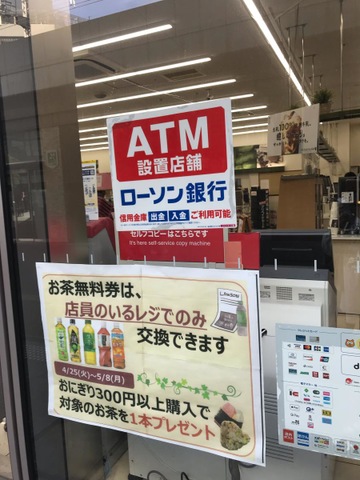 ATM
設置店舗
ローソン銀行
信用金庫 出金 入金 ご利用可能
セルフコピーはこちらです
It's here self-service copy machine
お茶無料券は、
店員のいるレジでのみ
交換できます
4/25(火)~5/8(月)
おにぎり300円以上購入で
対象のお茶を1本プレゼント